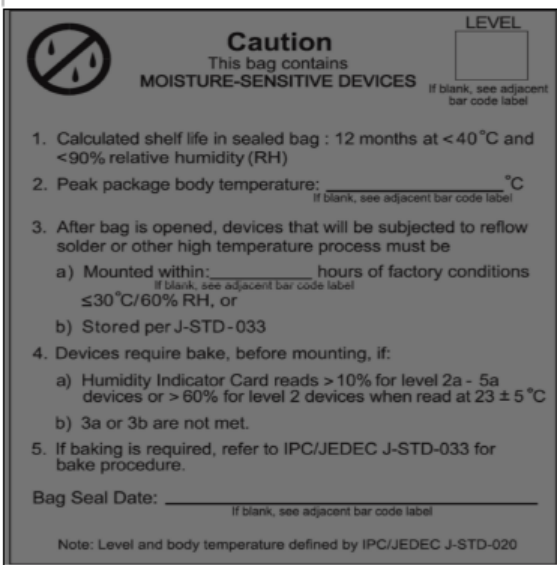 LEVEL
Caution
This bag contains
MOISTURE-SENSITIVE DEVICES
If blank, see adjacent
bar code label
1. Calculated shelf life in sealed bag : 12 months at <40°C and
<90% relative humidity (RH)
2. Peak package body temperature: ____________________ °C
If blank, see adjacent bar code label
3. After bag is opened, devices that will be subjected to reflow
solder or other high temperature process must be
a) Mounted within:____________ hours of factory conditions
If blank, see adjacent bar code label
≤30°C/60% RH, or
b) Stored per J-STD-033
4. Devices require bake, before mounting, if:
a) Humidity Indicator Card reads >10% for level 2a - 5a
devices or >60% for level 2 devices when read at 23 ± 5°C
b) 3a or 3b are not met.
5. If baking is required, refer to IPC/JEDEC J-STD-033 for
bake procedure.
Bag Seal Date: ____________________
If blank, see adjacent bar code label
Note: Level and body temperature defined by IPC/JEDEC J-STD-020